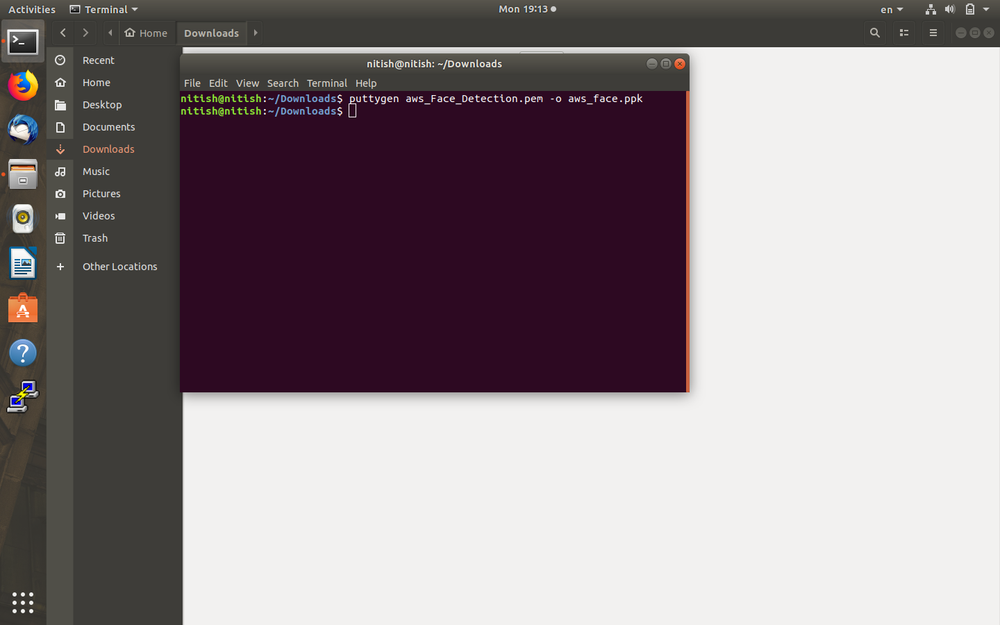 Activities Terminal Mon 19:13 en
Home Downloads
Recent
Home
Desktop
Documents
Downloads
Music
Pictures
Videos
Trash
Other Locations
nitish@nitish: ~/Downloads
File Edit View Search Terminal Help
nitish@nitish:~/Downloads$ puttygen aws_Face_Detection.pem -o aws_face.ppk
nitish@nitish:~/Downloads$